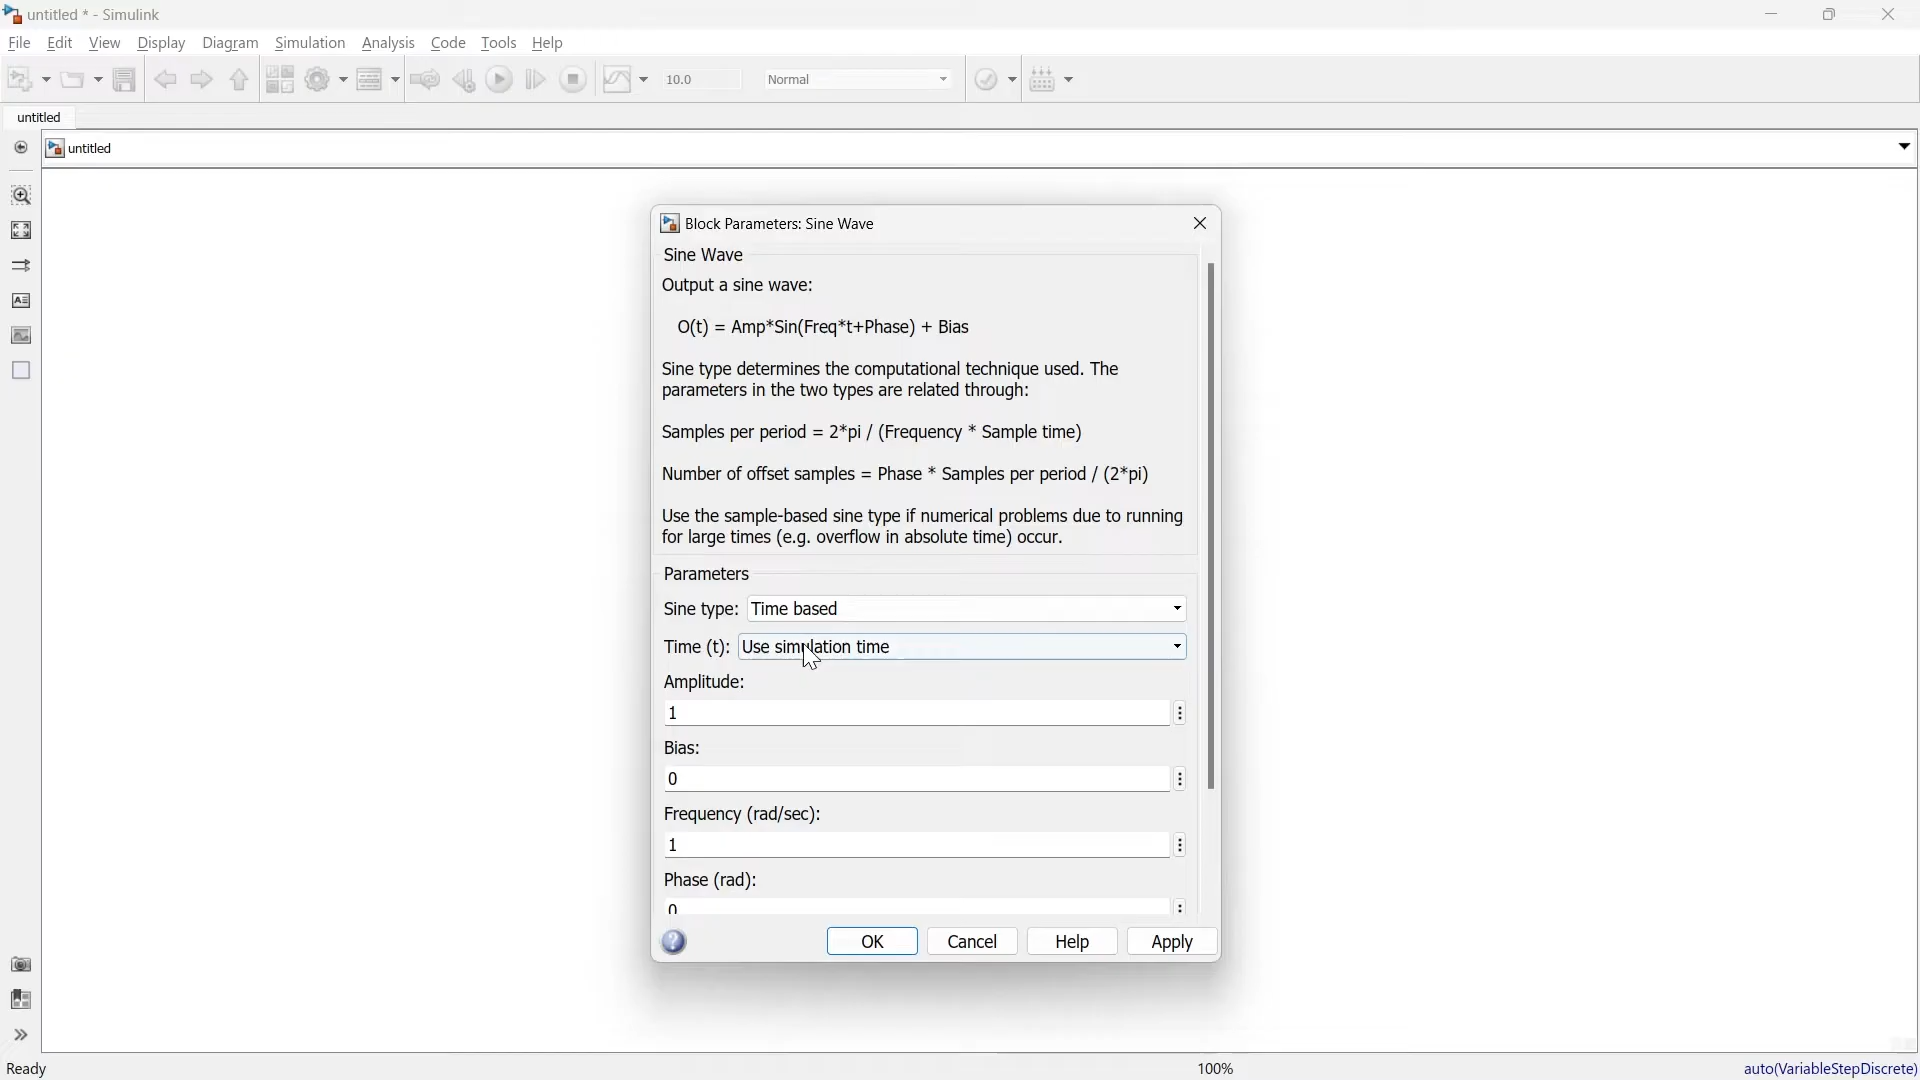 untitled * - Simulink
File Edit View Display Diagram Simulation Analysis Code Tools Help
10.0 Normal
untitled
untitled
Block Parameters: Sine Wave
Sine Wave
Output a sine wave:
O(t) = Amp*Sin(Freq*t+Phase) + Bias
Sine type determines the computational technique used. The
parameters in the two types are related through:
Samples per period = 2*pi / (Frequency * Sample time)
Number of offset samples = Phase * Samples per period / (2*pi)
Use the sample-based sine type if numerical problems due to running
for large times (e.g. overflow in absolute time) occur.
Parameters
Sine type: Time based
Time (t): Use simulation time
Amplitude:
1
Bias:
0
Frequency (rad/sec):
1
Phase (rad):
0
OK Cancel Help Apply
Ready 100% auto(VariableStepDiscrete)